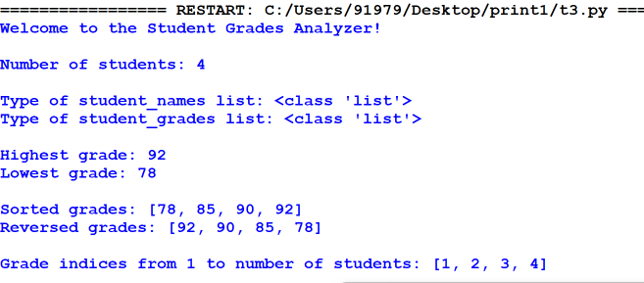 ================= RESTART: C:/Users/91979/Desktop/print1/t3.py ===
Welcome to the Student Grades Analyzer!
Number of students: 4
Type of student_names list: <class 'list'>
Type of student_grades list: <class 'list'>
Highest grade: 92
Lowest grade: 78
Sorted grades: [78, 85, 90, 92]
Reversed grades: [92, 90, 85, 78]
Grade indices from 1 to number of students: [1, 2, 3, 4]